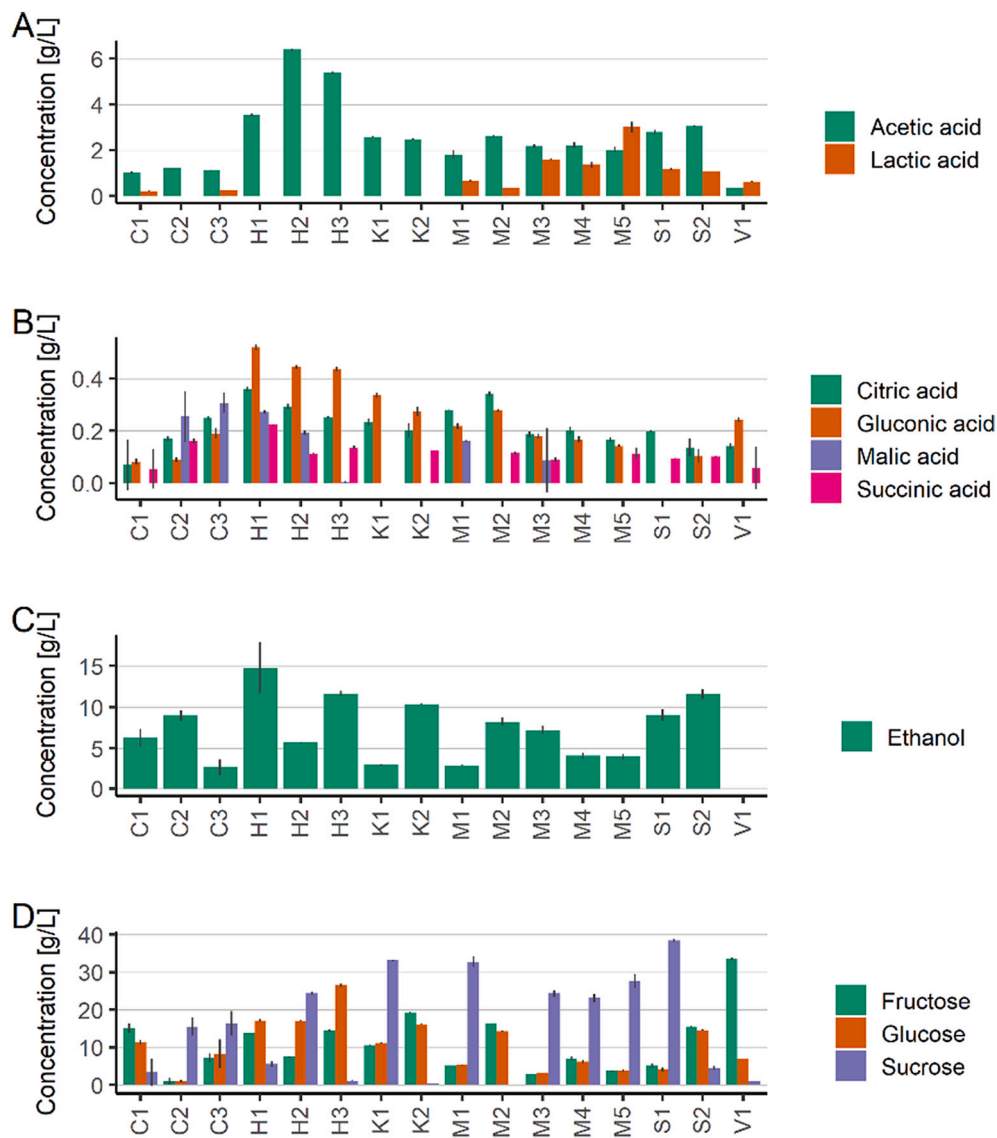 A
Concentration [g/L]
6
4
2
0
C1 C2 C3 H1 H2 H3 K1 K2 M1 M2 M3 M4 M5 S1 S2 V1
Acetic acid
Lactic acid
B
Concentration [g/L]
0.4
0.2
0.0
C1 C2 C3 H1 H2 H3 K1 K2 M1 M2 M3 M4 M5 S1 S2 V1
Citric acid
Gluconic acid
Malic acid
Succinic acid
C
Concentration [g/L]
15
10
5
0
C1 C2 C3 H1 H2 H3 K1 K2 M1 M2 M3 M4 M5 S1 S2 V1
Ethanol
D
Concentration [g/L]
40
30
20
10
0
C1 C2 C3 H1 H2 H3 K1 K2 M1 M2 M3 M4 M5 S1 S2 V1
Fructose
Glucose
Sucrose